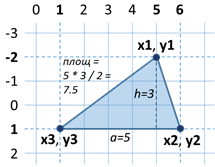 0 1 2 3 4 5 6
-3
-2
-1
0
1
2
площ =
5 * 3 / 2 =
7.5
x1, y1
h=3
x3, y3
a=5
x2, y2